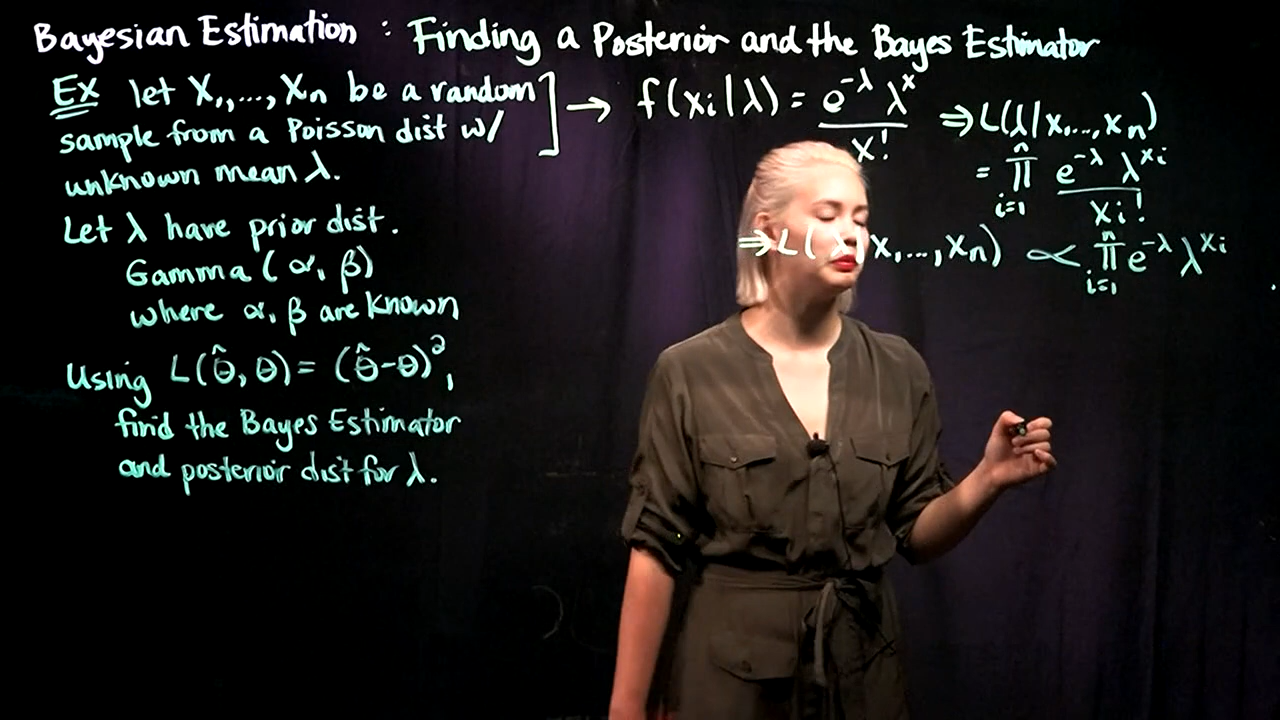 Bayesian Estimation : Finding a Posterior and the Bayes Estimator
Ex let X₁,..., Xn be a random
sample from a Poisson dist w/
unknown mean λ.
Let λ have prior dist.
Gamma (α, β)
where α, β are known
Using L(θ̂, θ) = (θ̂-θ)²,
find the Bayes Estimator
and posterior dist for λ.
→ f(xi|λ) = e^-λ λ^x / x!
⇒ L(λ|x,..., xn)
= n∏i=1 e^-λ λ^xi / xi!
⇒ L(λ|x,...,xn) ∝ n∏i=1 e^-λ λ^xi